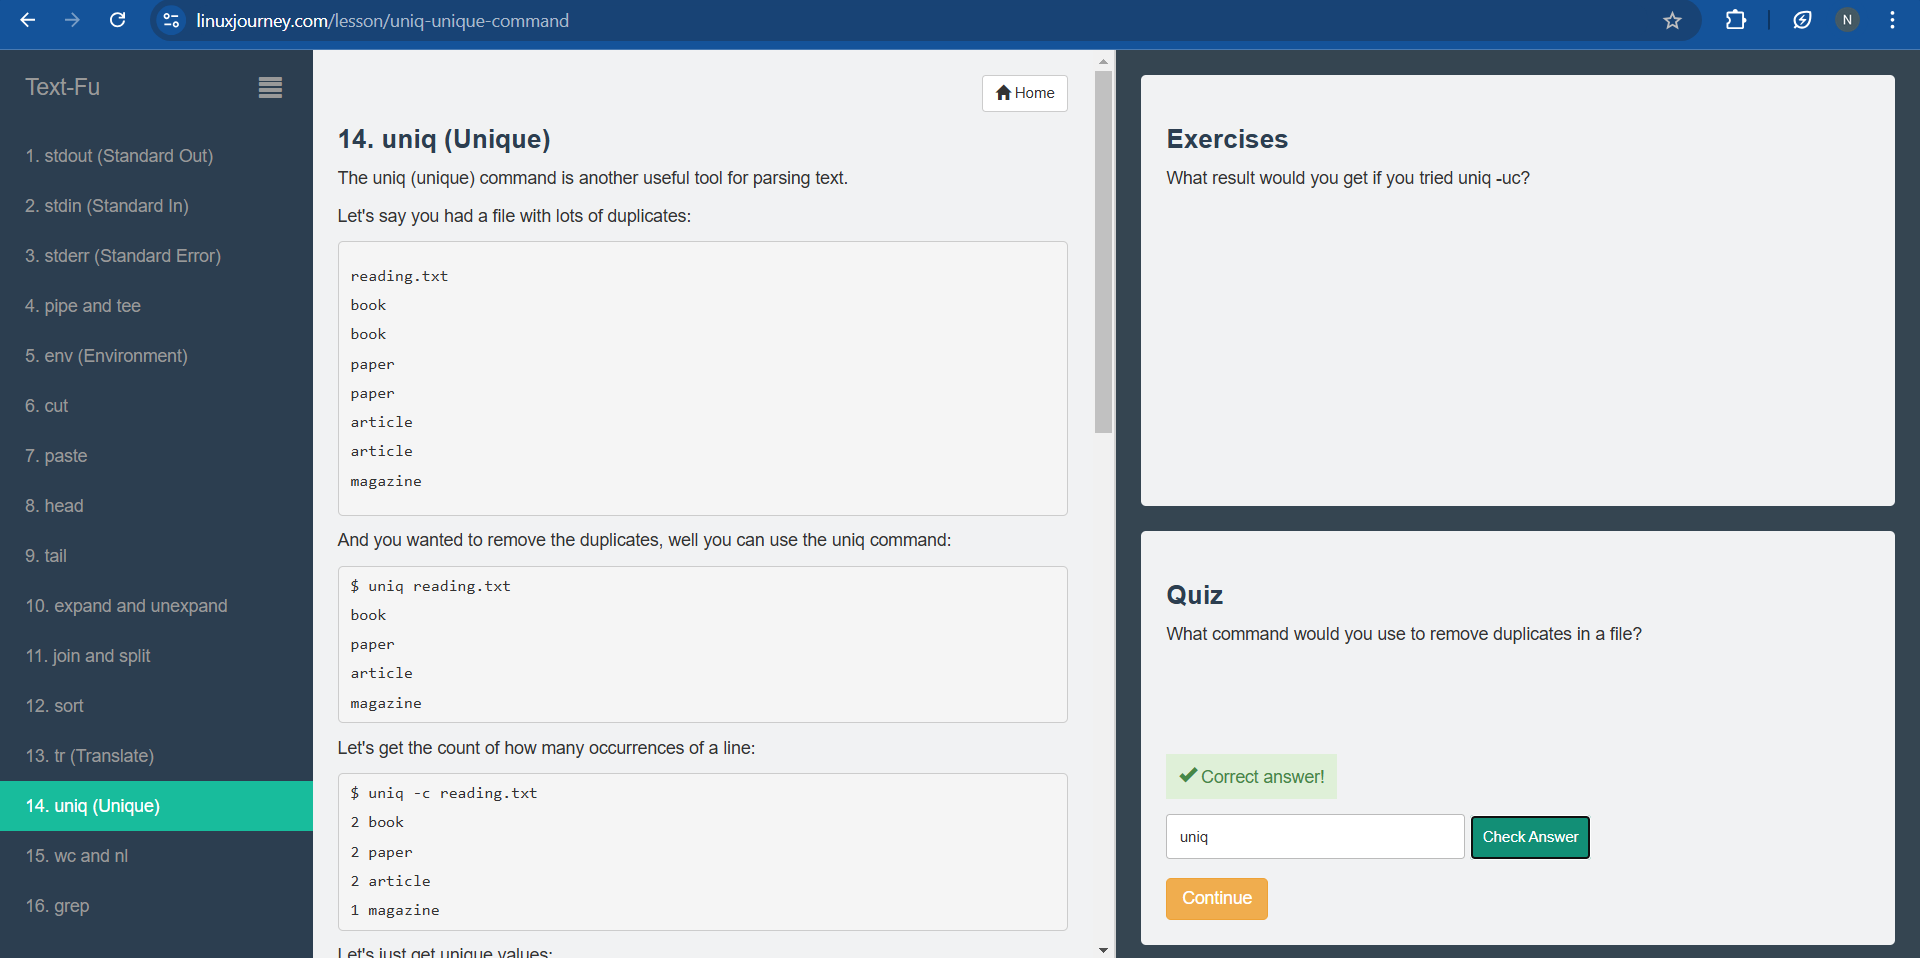 linuxjourney.com/lesson/uniq-unique-command
N
Text-Fu
1. stdout (Standard Out)
2. stdin (Standard In)
3. stderr (Standard Error)
4. pipe and tee
5. env (Environment)
6. cut
7. paste
8. head
9. tail
10. expand and unexpand
11. join and split
12. sort
13. tr (Translate)
14. uniq (Unique)
15. wc and nl
16. grep
Home
14. uniq (Unique)
The uniq (unique) command is another useful tool for parsing text.
Let's say you had a file with lots of duplicates:
reading.txt
book
book
paper
paper
article
article
magazine
And you wanted to remove the duplicates, well you can use the uniq command:
$ uniq reading.txt
book
paper
article
magazine
Let's get the count of how many occurrences of a line:
$ uniq -c reading.txt
2 book
2 paper
2 article
1 magazine
Let's just get unique values:
Exercises
What result would you get if you tried uniq -uc?
Quiz
What command would you use to remove duplicates in a file?
Correct answer!
uniq
Check Answer
Continue